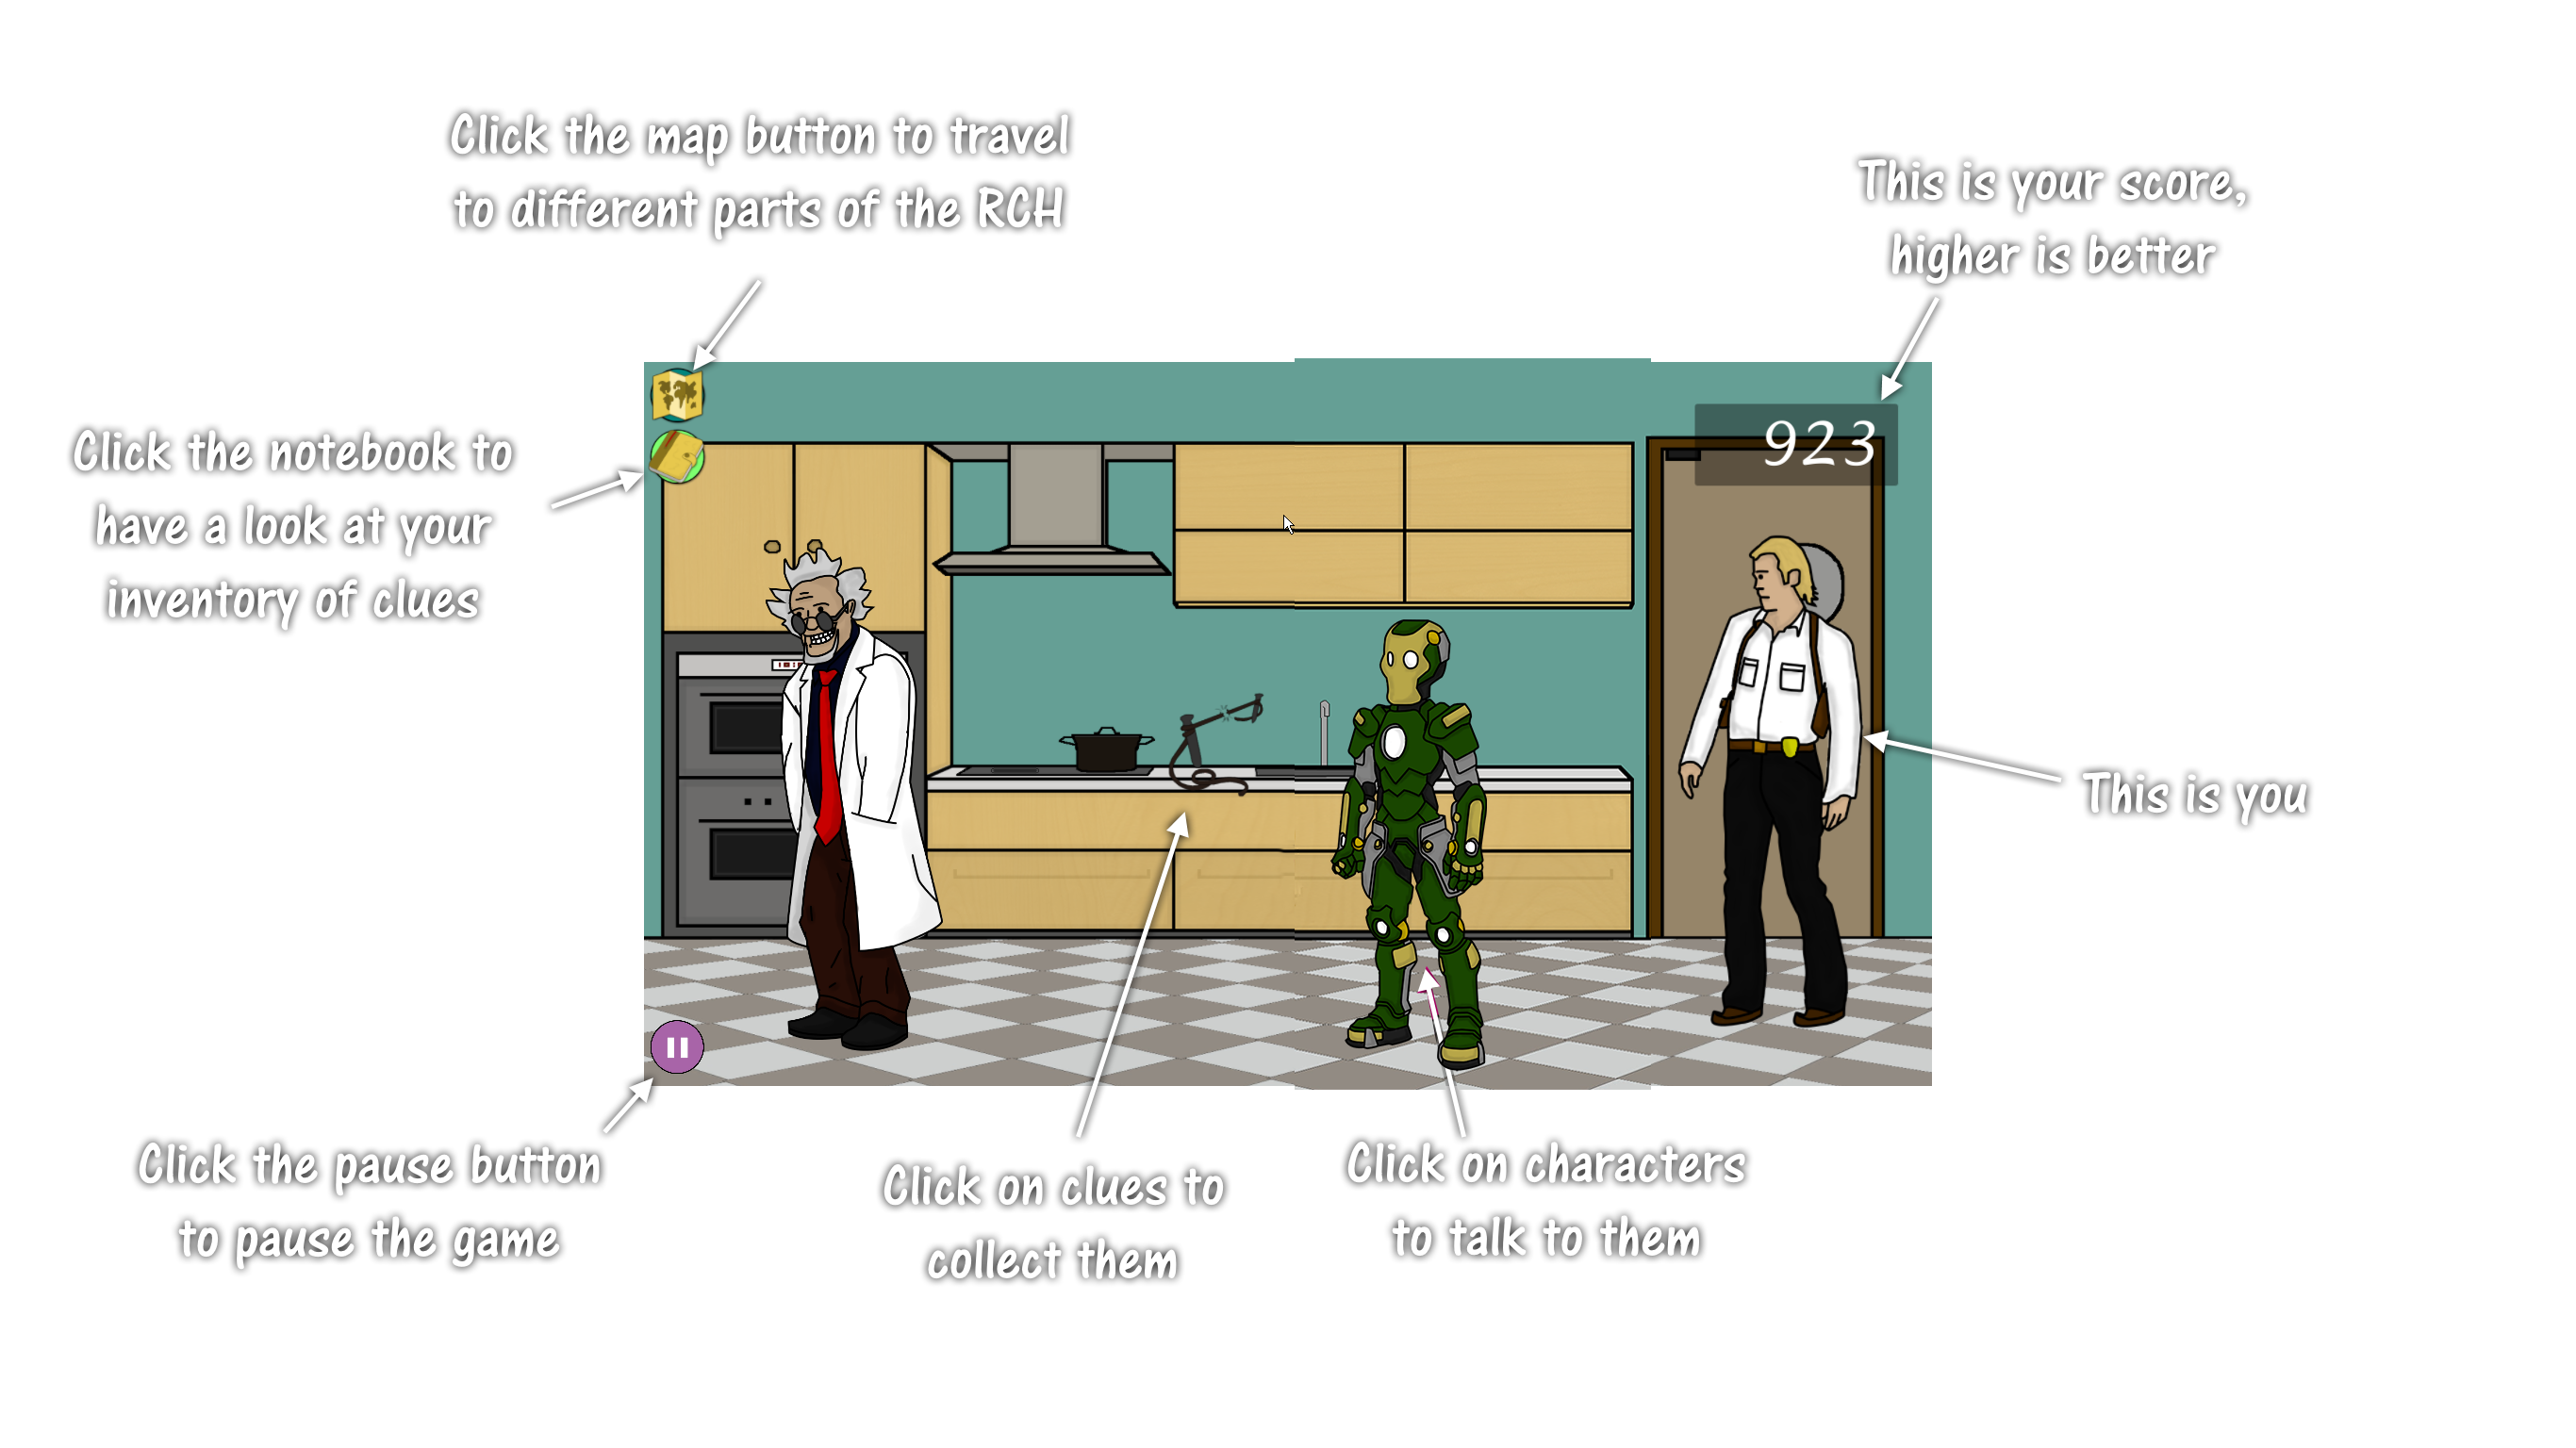 Click the map button to travel
to different parts of the RCH
This is your score,
higher is better
Click the notebook to
have a look at your
inventory of clues
923
This is you
Click the pause button
to pause the game
Click on clues to
collect them
Click on characters
to talk to them